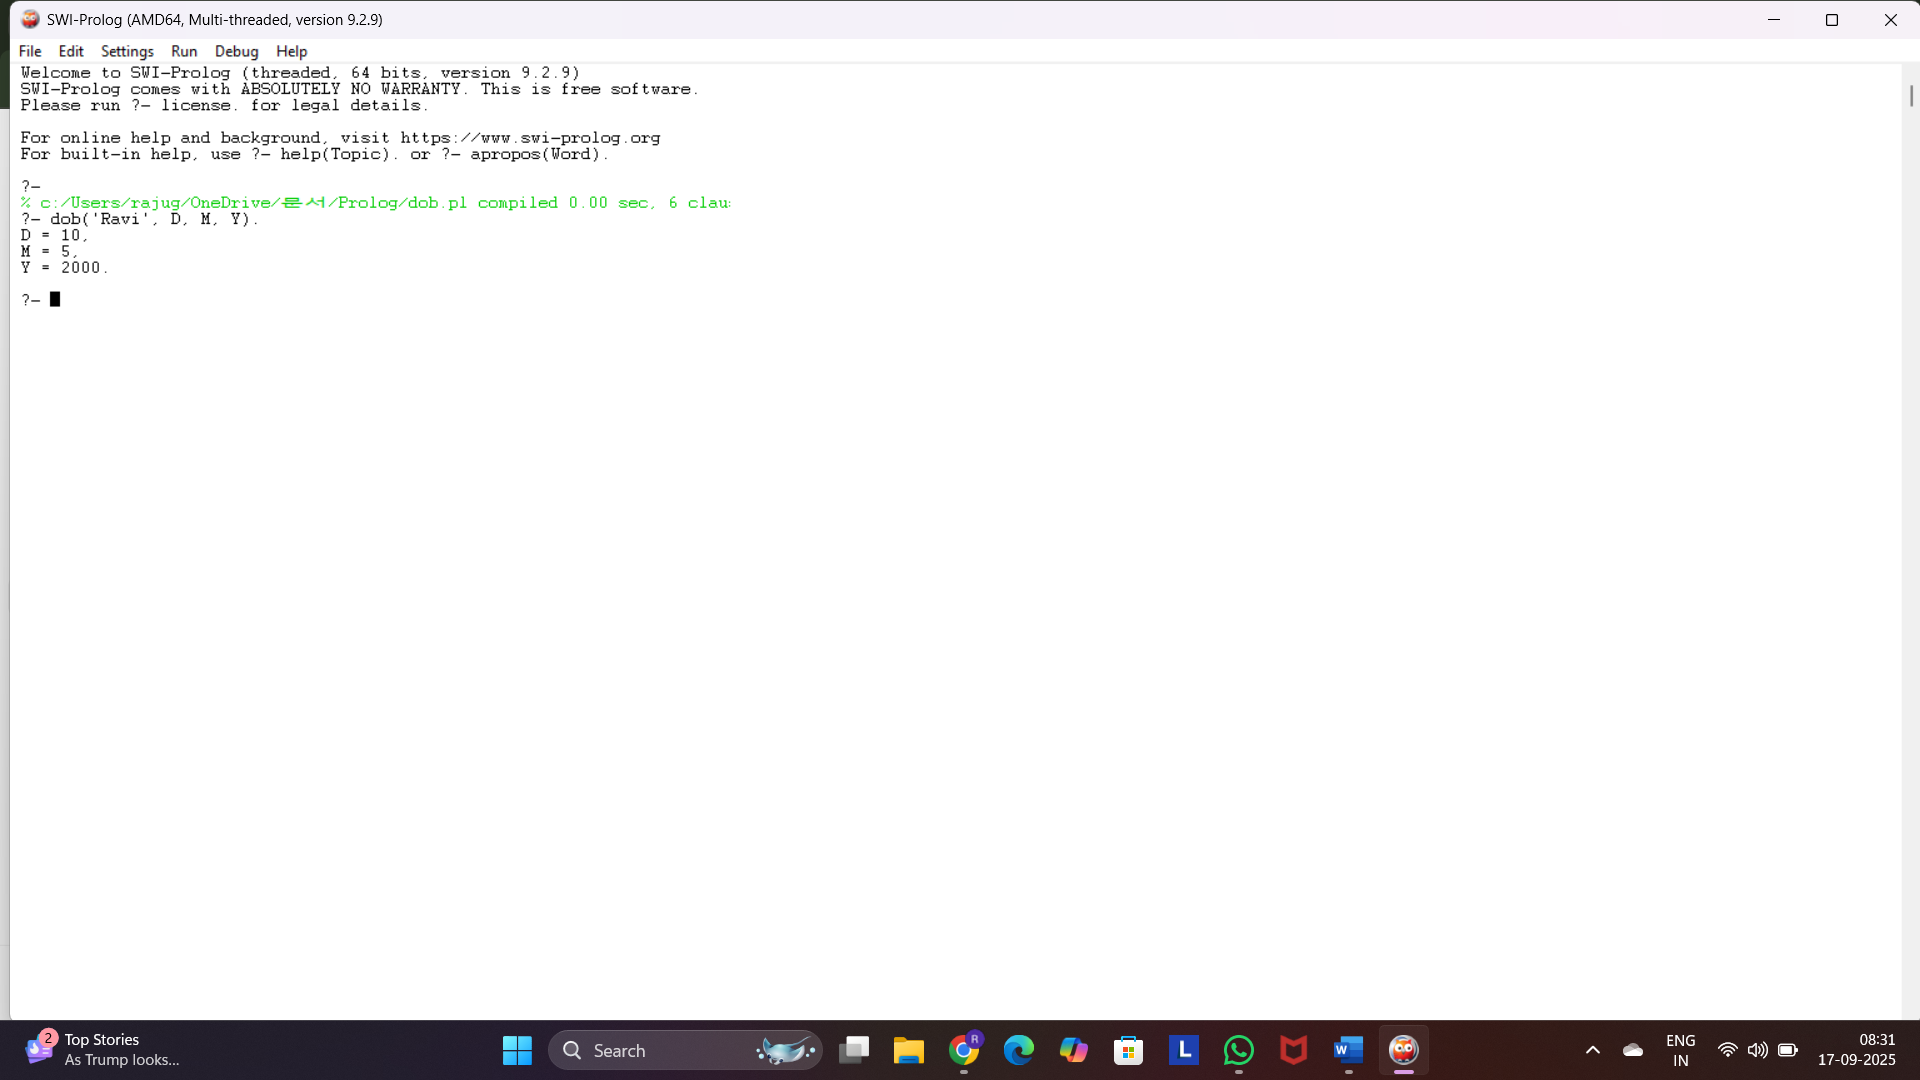 SWI-Prolog (AMD64, Multi-threaded, version 9.2.9)
File Edit Settings Run Debug Help
Welcome to SWI-Prolog (threaded, 64 bits, version 9.2.9)
SWI-Prolog comes with ABSOLUTELY NO WARRANTY. This is free software.
Please run ?- license. for legal details.
For online help and background, visit https://www.swi-prolog.org
For built-in help, use ?- help(Topic). or ?- apropos(Word).
?-
% c:/Users/rajug/OneDrive/문서/Prolog/dob.pl compiled 0.00 sec, 6 clau
?- dob('Ravi', D, M, Y).
D = 10,
M = 5,
Y = 2000.
?-
2
Top Stories
As Trump looks...
Search
R
L
W
ENG
IN
08:31
17-09-2025